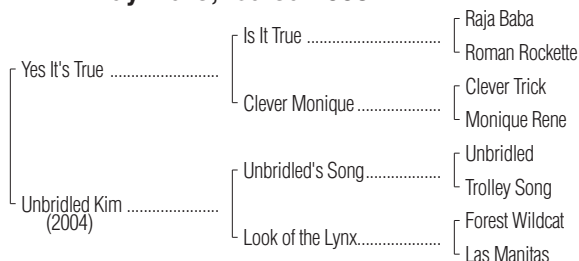 Is It True
Raja Baba
Roman Rockette
Yes It's True
Clever Monique
Clever Trick
Monique Rene
Unbridled's Song
Unbridled
Trolley Song
Unbridled Kim
(2004)
Look of the Lynx
Forest Wildcat
Las Manitas